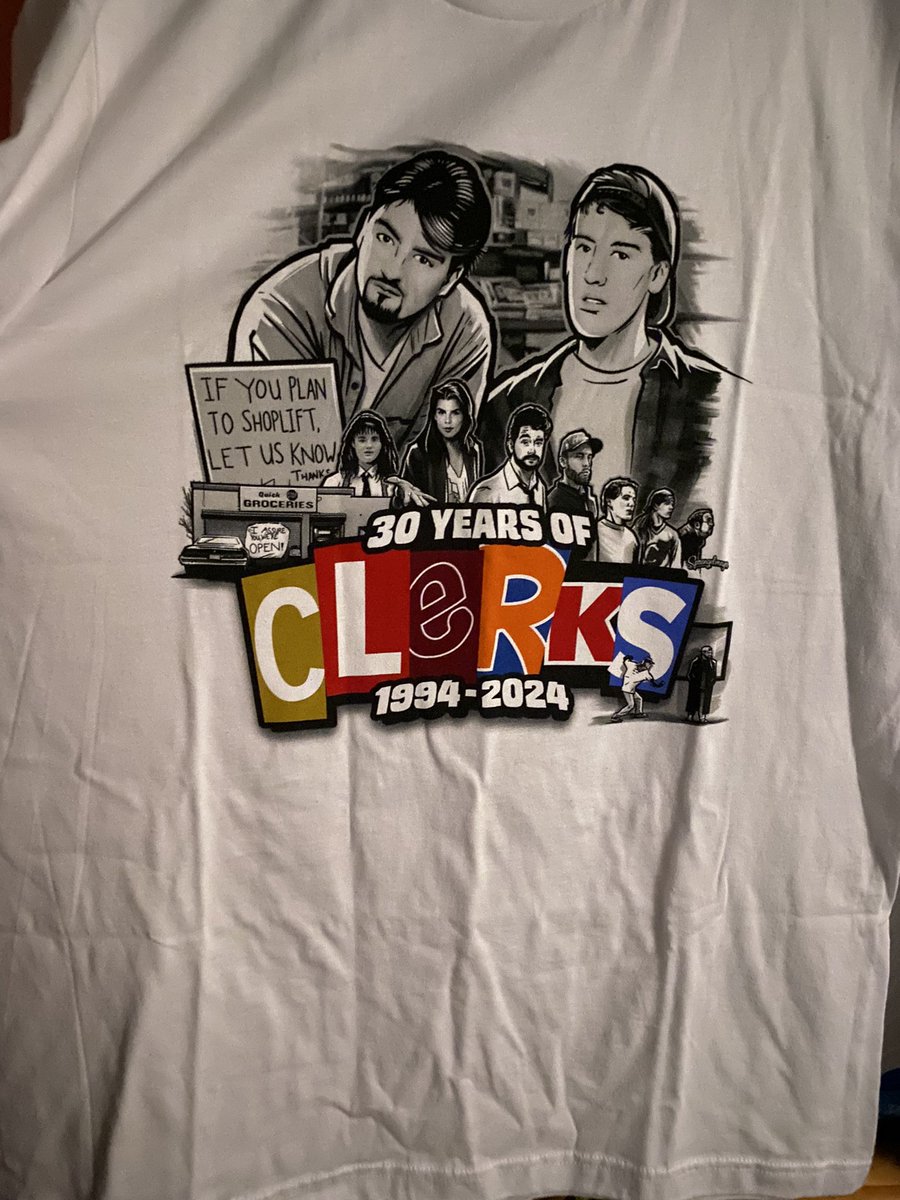 IF YOU PLAN
TO SHOPLIFT,
LET US KNOW
THANKS
Quick
GROCERIES
I ASSURE
YOU, WE'RE
OPEN!
30 YEARS OF
CLeRKS
1994-2024